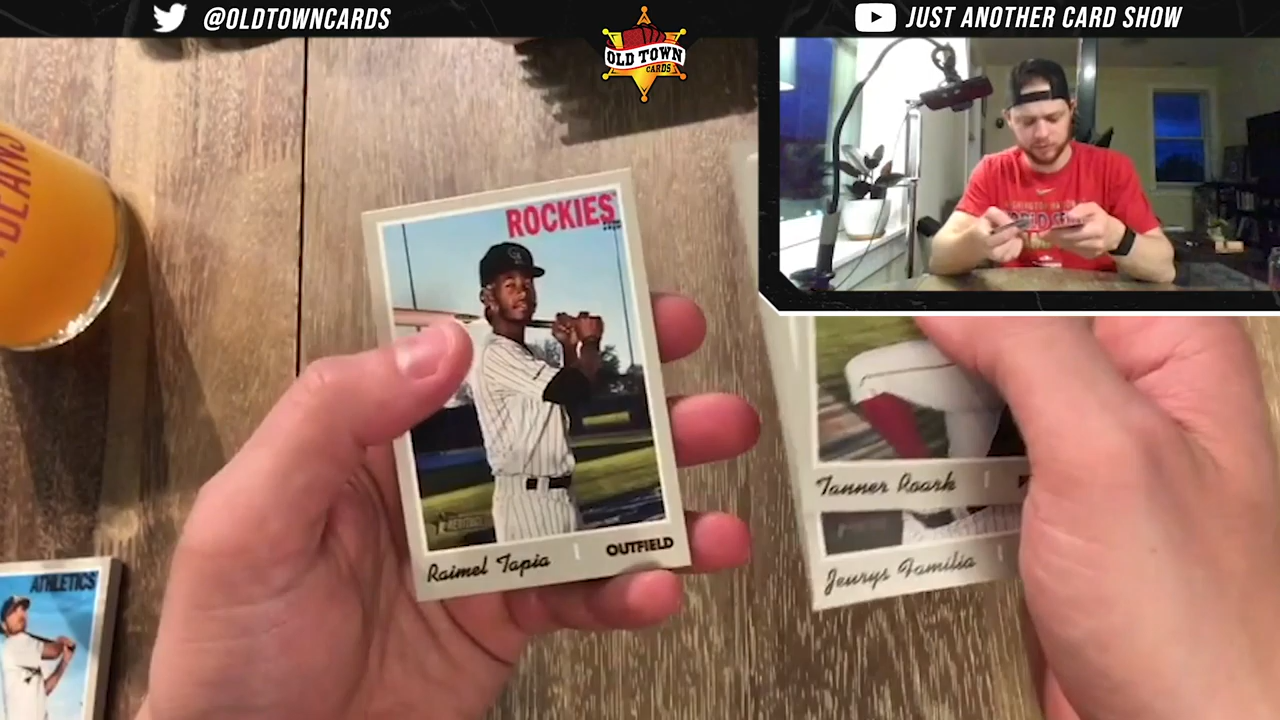 @OLDTOWNCARDS
JUST ANOTHER CARD SHOW
OLD TOWN
CARDS
ROCKIES
Raimel Tapia
OUTFIELD
Tanner Roark
Jeurys Familia
ATHLETICS